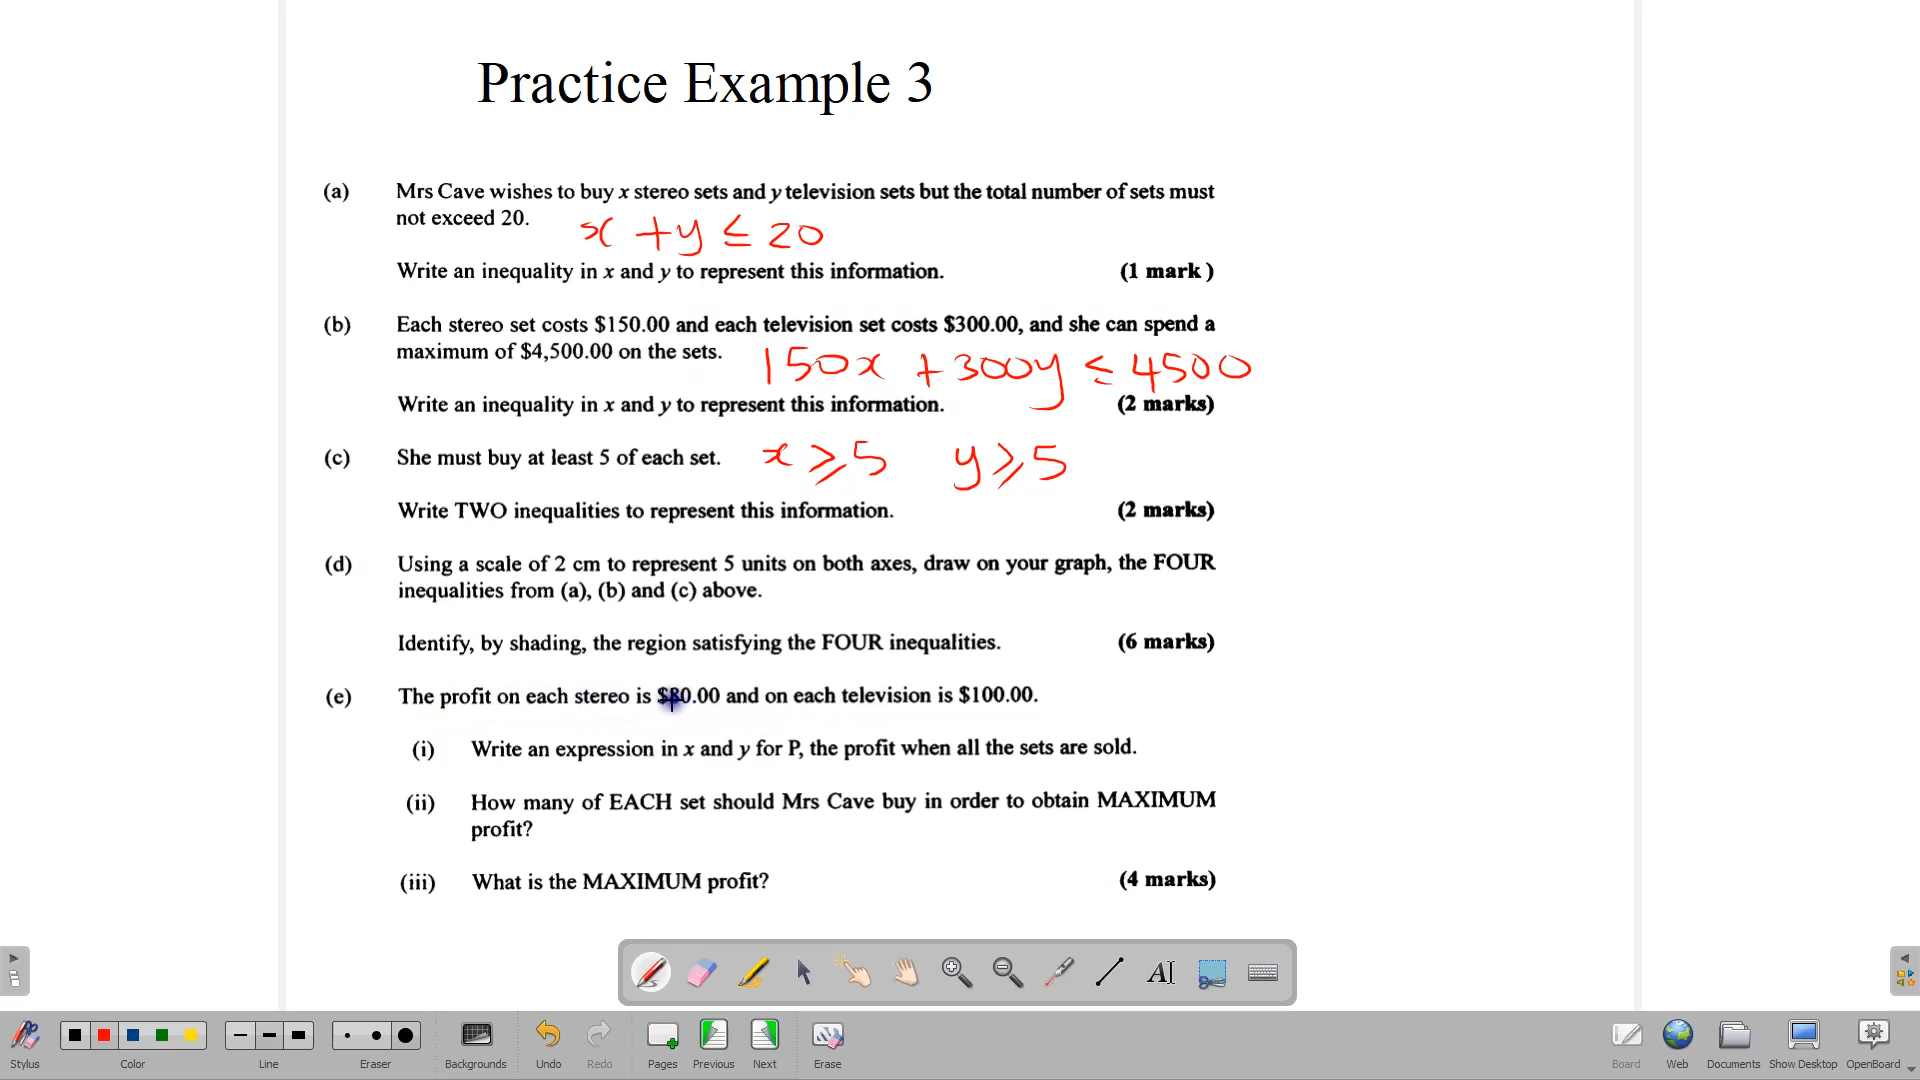 Practice Example 3
(a) Mrs Cave wishes to buy x stereo sets and y television sets but the total number of sets must
not exceed 20. x + y ≤ 20
Write an inequality in x and y to represent this information. (1 mark )
(b) Each stereo set costs $150.00 and each television set costs $300.00, and she can spend a
maximum of $4,500.00 on the sets. 150x + 300y ≤ 4500
Write an inequality in x and y to represent this information. (2 marks)
(c) She must buy at least 5 of each set. x ⩾ 5 y ⩾ 5
Write TWO inequalities to represent this information. (2 marks)
(d) Using a scale of 2 cm to represent 5 units on both axes, draw on your graph, the FOUR
inequalities from (a), (b) and (c) above.
Identify, by shading, the region satisfying the FOUR inequalities. (6 marks)
(e) The profit on each stereo is $80.00 and on each television is $100.00.
(i) Write an expression in x and y for P, the profit when all the sets are sold.
(ii) How many of EACH set should Mrs Cave buy in order to obtain MAXIMUM
profit?
(iii) What is the MAXIMUM profit? (4 marks)
AI
Stylus Color Line Eraser Backgrounds Undo Redo Pages Previous Next Erase Board Web Documents Show Desktop OpenBoard